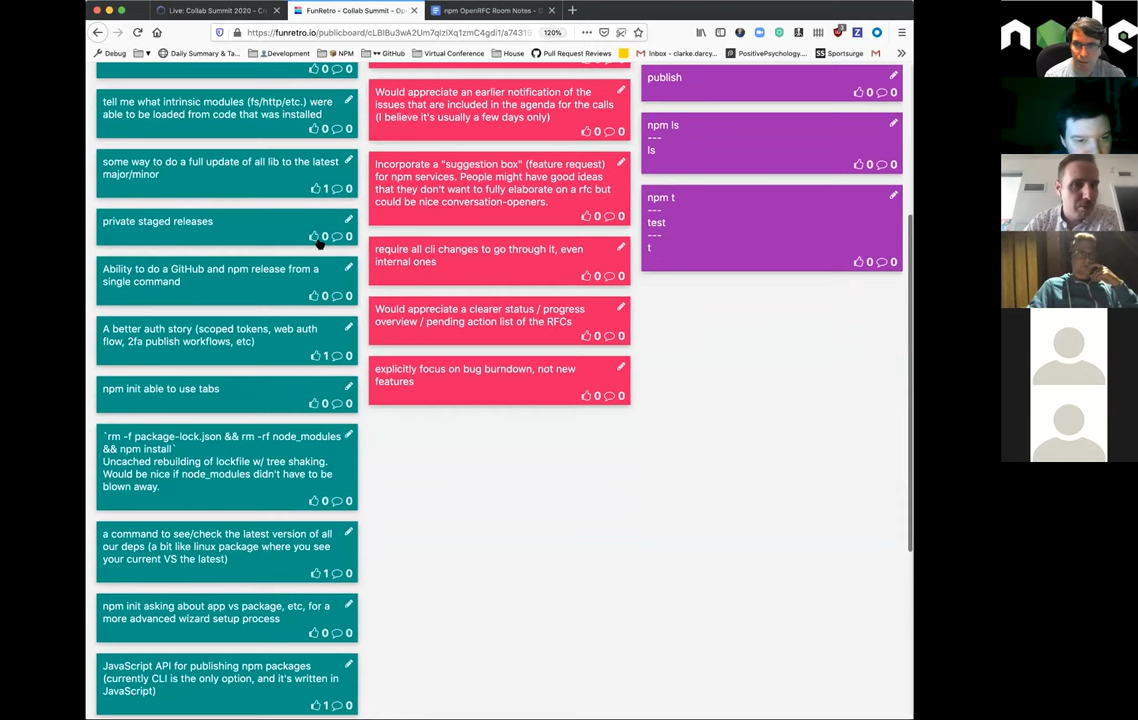 Live: Collab Summit 2020 - C
FunRetro - Collab Summit - Op
npm OpenRFC Room Notes - G
https://funretro.io/publicboard/cLBlBu3wA2Um7qiziXq1zmC4gdi1/a7431
120%
Debug
Daily Summary & Ta...
Development
NPM
GitHub
Virtual Conference
House
Pull Request Reviews
Inbox - clarke.darcy...
PositivePsychology....
Sportsurge
node
0 0
tell me what intrinsic modules (fs/http/etc.) were
able to be loaded from code that was installed
0 0
some way to do a full update of all lib to the latest
major/minor
1 0
private staged releases
0 0
Ability to do a GitHub and npm release from a
single command
0 0
A better auth story (scoped tokens, web auth
flow, 2fa publish workflows, etc)
1 0
npm init able to use tabs
0 0
`rm -f package-lock.json && rm -rf node_modules
&& npm install`
Uncached rebuilding of lockfile w/ tree shaking.
Would be nice if node_modules didn't have to be
blown away.
0 0
a command to see/check the latest version of all
our deps (a bit like linux package where you see
your current VS the latest)
1 0
npm init asking about app vs package, etc, for a
more advanced wizard setup process
0 0
JavaScript API for publishing npm packages
(currently CLI is the only option, and it's written in
JavaScript)
1 0
Would appreciate an earlier notification of the
issues that are included in the agenda for the calls
(I believe it's usually a few days only)
0 0
Incorporate a "suggestion box" (feature request)
for npm services. People might have good ideas
that they don't want to fully elaborate on a rfc but
could be nice conversation-openers.
0 0
require all cli changes to go through it, even
internal ones
0 0
Would appreciate a clearer status / progress
overview / pending action list of the RFCs
0 0
explicitly focus on bug burndown, not new
features
0 0
publish
0 0
npm ls
---
ls
0 0
npm t
---
test
---
t
0 0